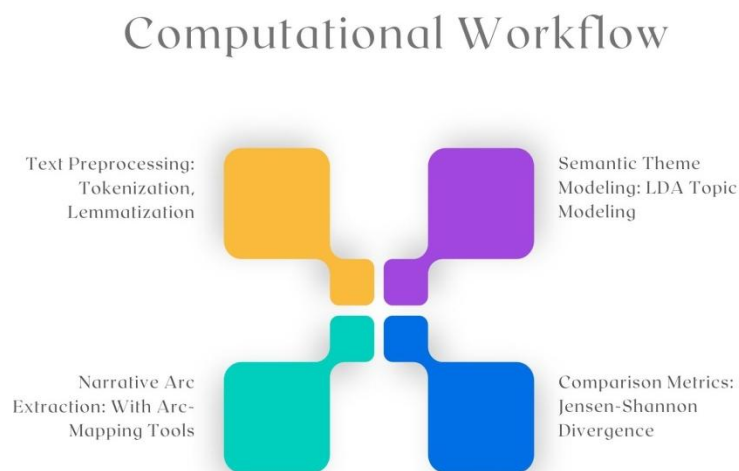 Computational Workflow
Text Preprocessing:
Tokenization,
Lemmatization
Semantic Theme
Modeling: LDA Topic
Modeling
Narrative Arc
Extraction: With Arc-
Mapping Tools
Comparison Metrics:
Jensen-Shannon
Divergence